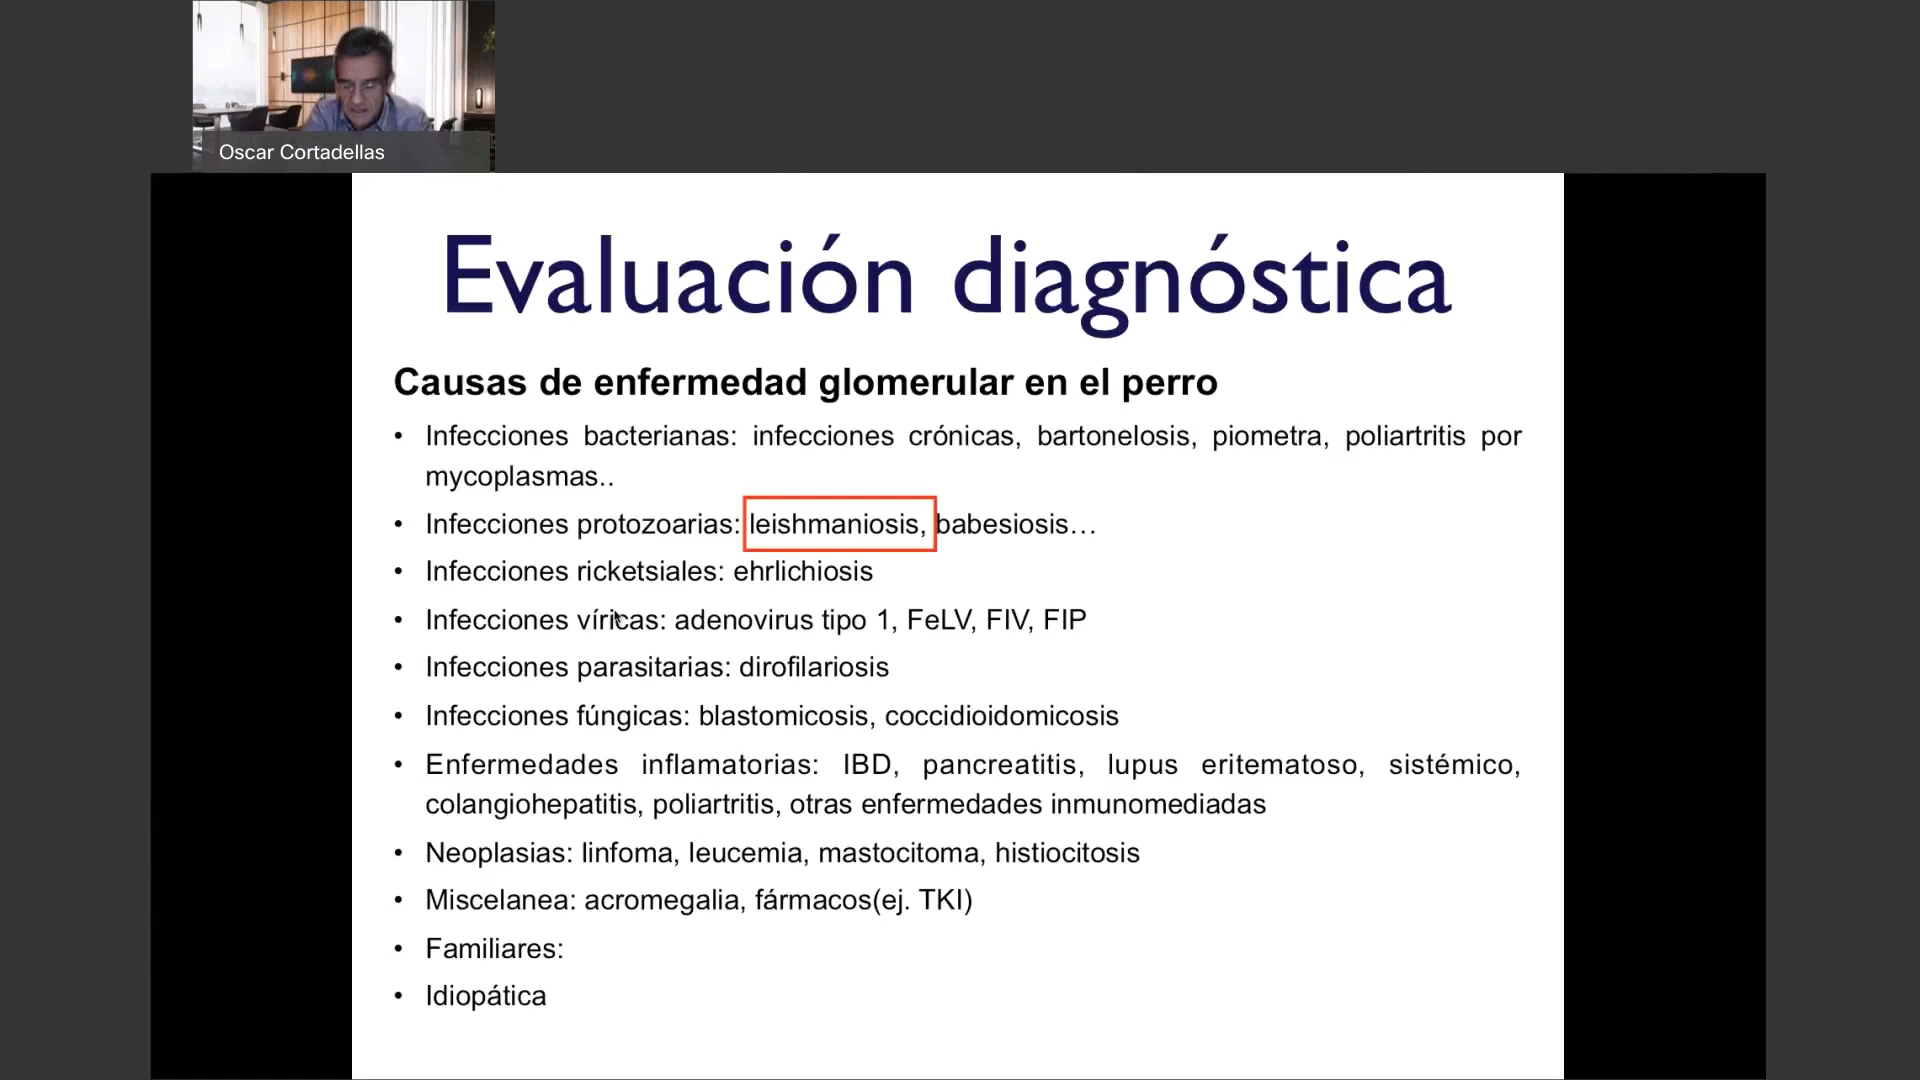 Oscar Cortadellas
Evaluación diagnóstica
Causas de enfermedad glomerular en el perro
• Infecciones bacterianas: infecciones crónicas, bartonelosis, piometra, poliartritis por
mycoplasmas..
• Infecciones protozoarias: leishmaniosis, babesiosis…
• Infecciones ricketsiales: ehrlichiosis
• Infecciones víricas: adenovirus tipo 1, FeLV, FIV, FIP
• Infecciones parasitarias: dirofilariosis
• Infecciones fúngicas: blastomicosis, coccidioidomicosis
• Enfermedades inflamatorias: IBD, pancreatitis, lupus eritematoso, sistémico,
colangiohepatitis, poliartritis, otras enfermedades inmunomediadas
• Neoplasias: linfoma, leucemia, mastocitoma, histiocitosis
• Miscelanea: acromegalia, fármacos(ej. TKI)
• Familiares:
• Idiopática